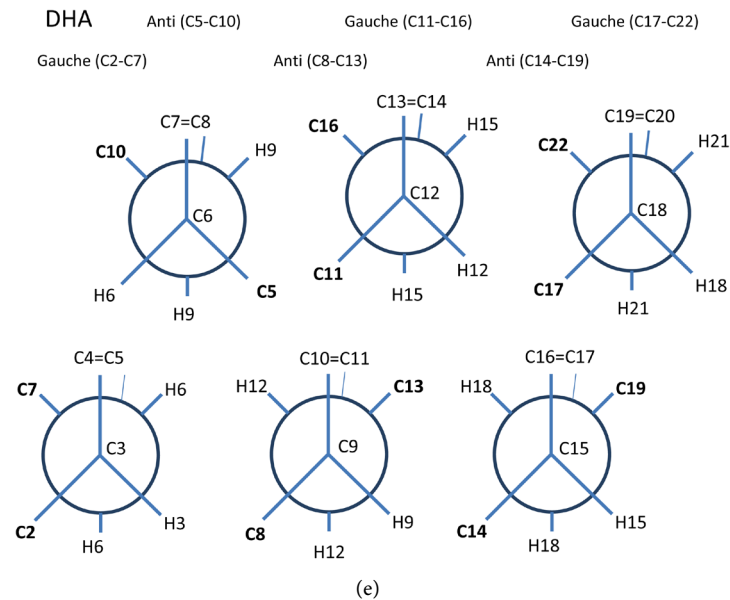 DHA Anti (C5-C10) Gauche (C11-C16) Gauche (C17-C22)
Gauche (C2-C7) Anti (C8-C13) Anti (C14-C19)
C7=C8 C13=C14 C19=C20
C10 H9 C16 H15 C22 H21
C6 C12 C18
H6 C5 C11 H12 C17 H18
H9 H15 H21
C4=C5 C10=C11 C16=C17
C7 H6 H12 C13 H18 C19
C3 C9 C15
C2 H3 C8 H9 C14 H15
H6 H12 H18
(e)